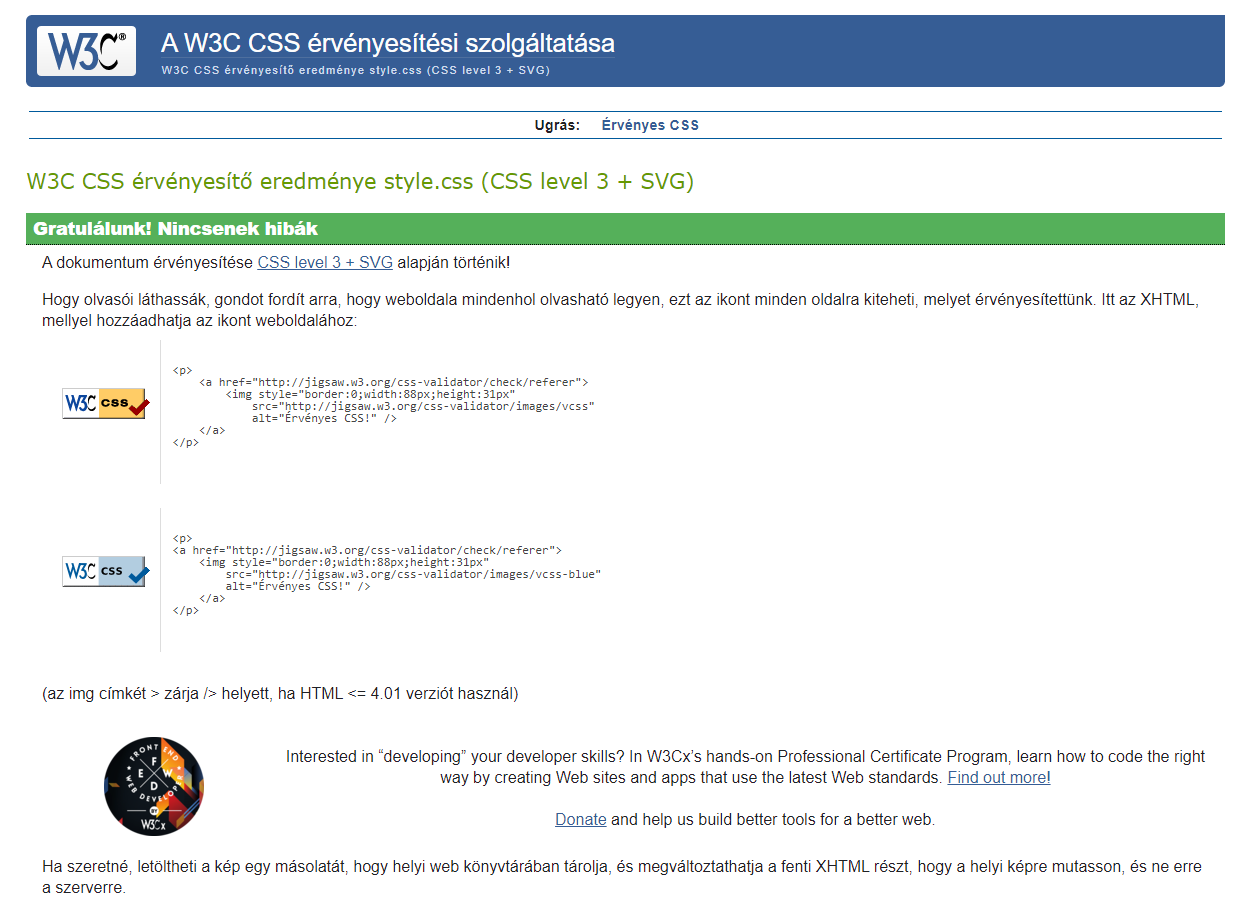 W3C®
A W3C CSS érvényesítési szolgáltatása
W3C CSS érvényesítő eredménye style.css (CSS level 3 + SVG)
Ugrás: Érvényes CSS
W3C CSS érvényesítő eredménye style.css (CSS level 3 + SVG)
Gratulálunk! Nincsenek hibák
A dokumentum érvényesítése CSS level 3 + SVG alapján történik!
Hogy olvasói láthassák, gondot fordít arra, hogy weboldala mindenhol olvasható legyen, ezt az ikont minden oldalra kiteheti, melyet érvényesítettünk. Itt az XHTML,
mellyel hozzáadhatja az ikont weboldalához:
W3C css
<p>
<a href="http://jigsaw.w3.org/css-validator/check/referer">
<img style="border:0;width:88px;height:31px"
src="http://jigsaw.w3.org/css-validator/images/vcss"
alt="Érvényes CSS!" />
</a>
</p>
W3C css
<p>
<a href="http://jigsaw.w3.org/css-validator/check/referer">
<img style="border:0;width:88px;height:31px"
src="http://jigsaw.w3.org/css-validator/images/vcss-blue"
alt="Érvényes CSS!" />
</a>
</p>
(az img címkét > zárja /> helyett, ha HTML <= 4.01 verziót használ)
FRONT END
WEB DEVELOPER
F E W D
BY
W3Cx
Interested in “developing” your developer skills? In W3Cx’s hands-on Professional Certificate Program, learn how to code the right
way by creating Web sites and apps that use the latest Web standards. Find out more!
Donate and help us build better tools for a better web.
Ha szeretné, letöltheti a kép egy másolatát, hogy helyi web könyvtárában tárolja, és megváltoztathatja a fenti XHTML részt, hogy a helyi képre mutasson, és ne erre
a szerverre.